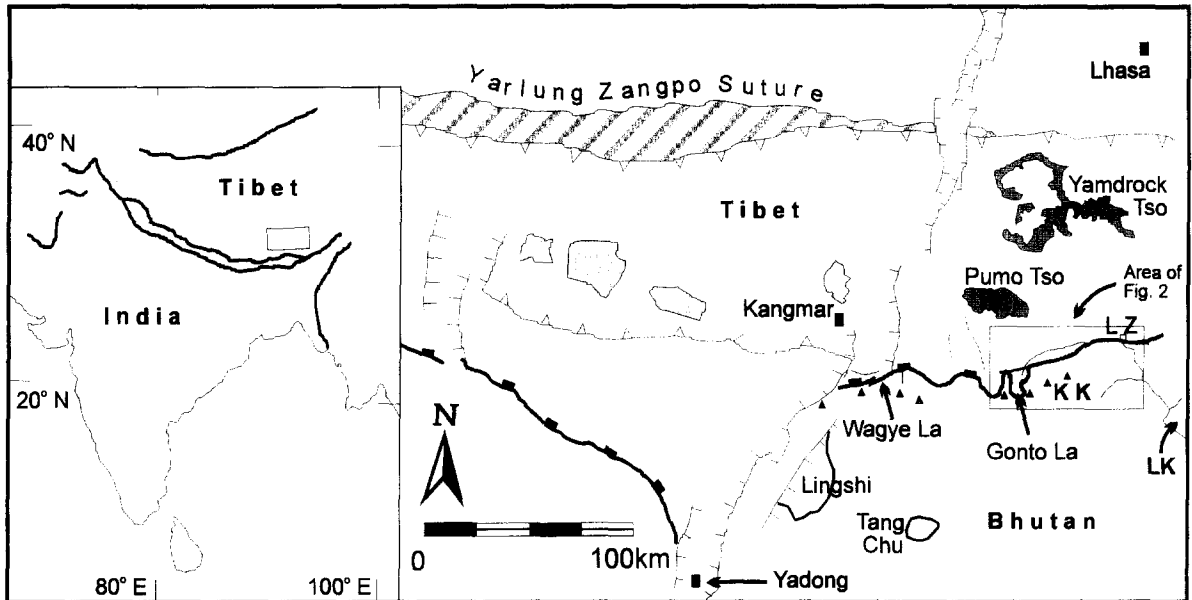 40° N
Tibet
India
20° N
80° E
100° E
Yarlung Zangpo Suture
Lhasa
Tibet
Yamdrock
Tso
Pumo Tso
Area of
Fig. 2
Kangmar
LZ
KK
Wagye La
Gonto La
LK
N
Lingshi
Tang
Chu
Bhutan
0
100km
Yadong